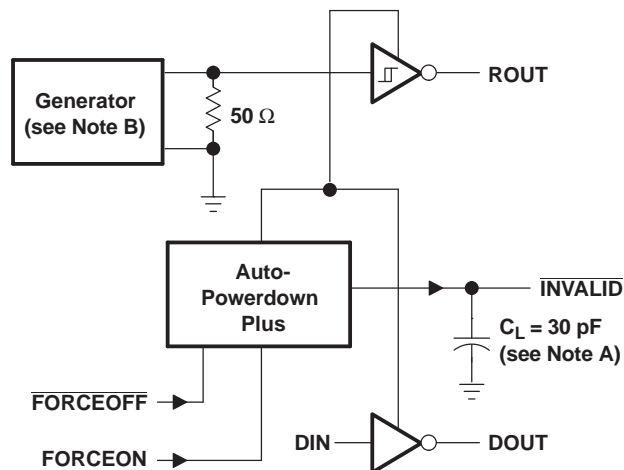 Generator
(see Note B)
50 Ω
ROUT
Auto-
Powerdown
Plus
INVALID
C_L = 30 pF
(see Note A)
FORCEOFF
FORCEON
DIN
DOUT